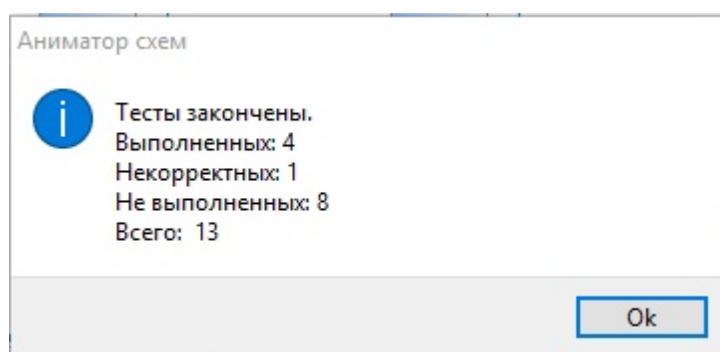 Аниматор схем
Тесты закончены.
Выполненных: 4
Некорректных: 1
Не выполненных: 8
Всего:  13
Ok